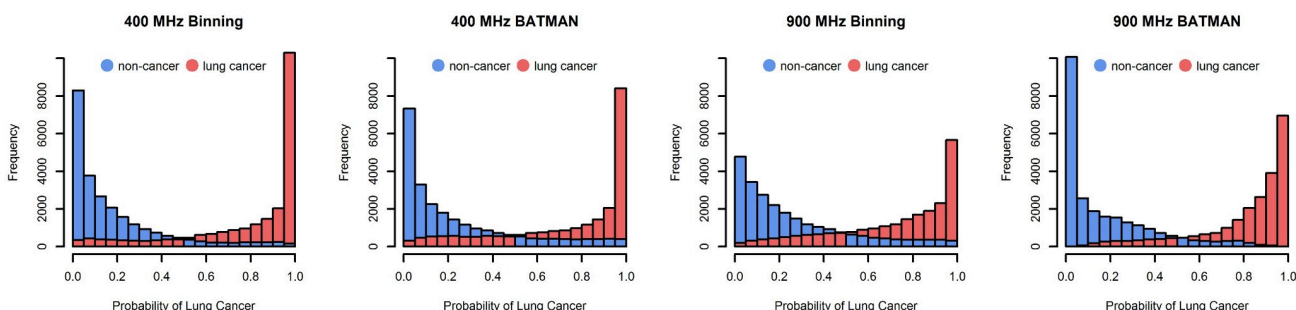 400 MHz Binning
non-cancer lung cancer
Frequency
0 2000 4000 6000 8000
0.0 0.2 0.4 0.6 0.8 1.0
Probability of Lung Cancer
400 MHz BATMAN
non-cancer lung cancer
Frequency
0 2000 4000 6000 8000
0.0 0.2 0.4 0.6 0.8 1.0
Probability of Lung Cancer
900 MHz Binning
non-cancer lung cancer
Frequency
0 2000 4000 6000 8000
0.0 0.2 0.4 0.6 0.8 1.0
Probability of Lung Cancer
900 MHz BATMAN
non-cancer lung cancer
Frequency
0 2000 4000 6000 8000
0.0 0.2 0.4 0.6 0.8 1.0
Probability of Lung Cancer